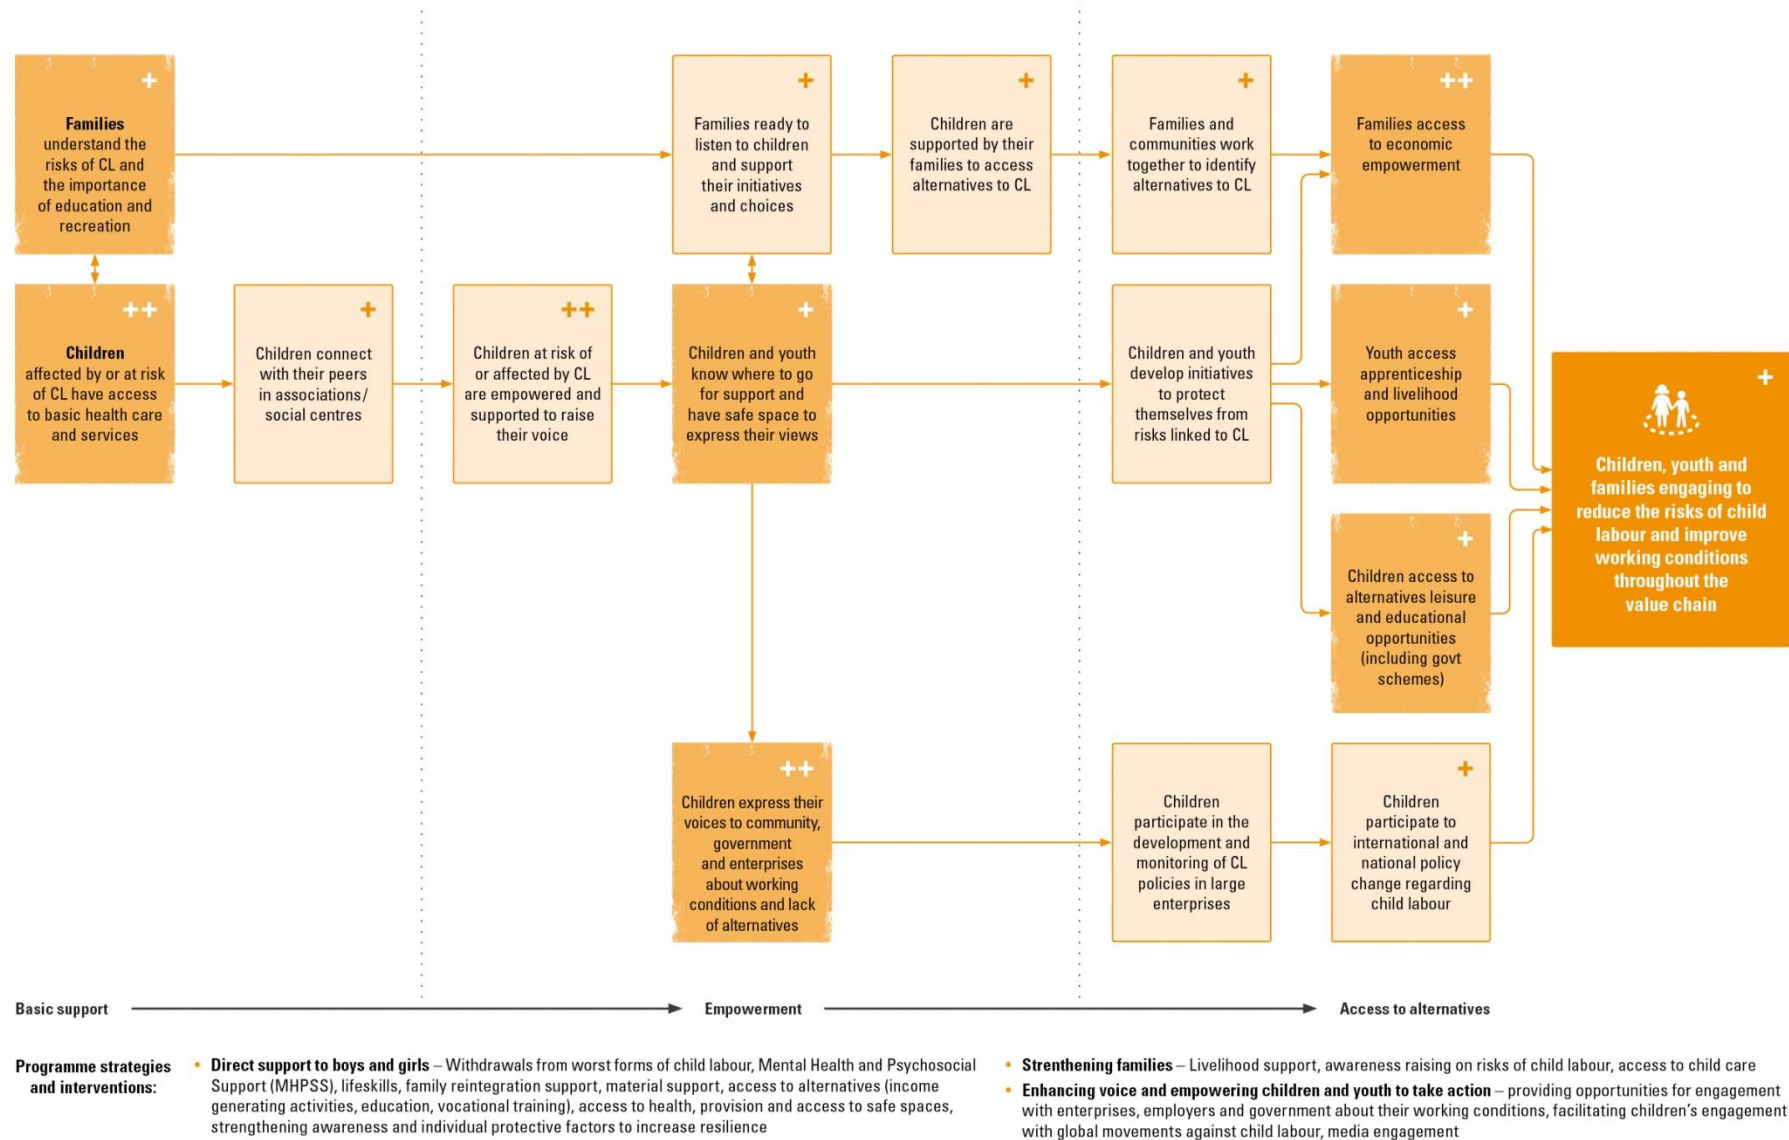 +
Families
understand the
risks of CL and
the importance
of education and
recreation
+
Families ready to
listen to children
and support
their initiatives
and choices
+
Children are
supported by their
families to access
alternatives to CL
+
Families and
communities work
together to identify
alternatives to CL
++
Families access
to economic
empowerment
++
Children
affected by or at risk
of CL have access
to basic health care
and services
+
Children connect
with their peers
in associations/
social centres
++
Children at risk of
or affected by CL
are empowered and
supported to raise
their voice
+
Children and youth
know where to go
for support and
have safe space to
express their views
Children and youth
develop initiatives
to protect
themselves from
risks linked to CL
+
Youth access
apprenticeship
and livelihood
opportunities
+
Children, youth and
families engaging to
reduce the risks of child
labour and improve
working conditions
throughout the
value chain
+
Children access to
alternatives leisure
and educational
opportunities
(including govt
schemes)
++
Children express their
voices to community,
government
and enterprises
about working
conditions and lack
of alternatives
Children
participate in the
development and
monitoring of CL
policies in large
enterprises
+
Children
participate to
international and
national policy
change regarding
child labour
Basic support
Empowerment
Access to alternatives
Programme strategies
and interventions:
• Direct support to boys and girls – Withdrawals from worst forms of child labour, Mental Health and Psychosocial
Support (MHPSS), lifeskills, family reintegration support, material support, access to alternatives (income
generating activities, education, vocational training), access to health, provision and access to safe spaces,
strengthening awareness and individual protective factors to increase resilience
• Strenthening families – Livelihood support, awareness raising on risks of child labour, access to child care
• Enhancing voice and empowering children and youth to take action – providing opportunities for engagement
with enterprises, employers and government about their working conditions, facilitating children's engagement
with global movements against child labour, media engagement